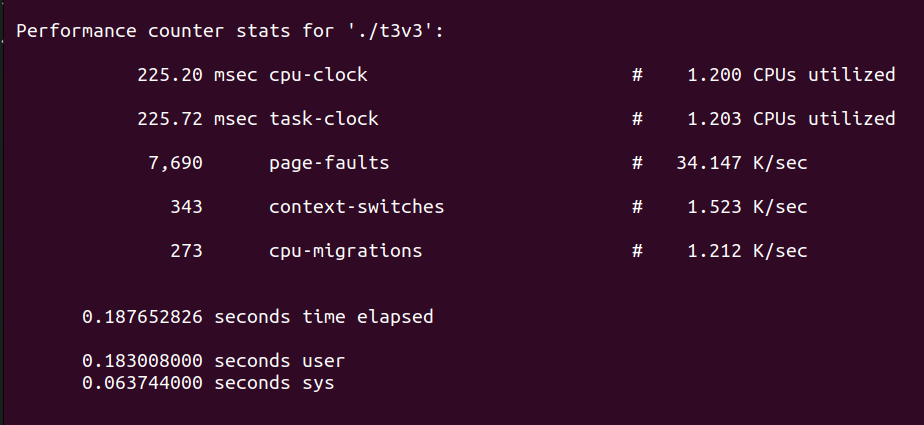 Performance counter stats for './t3v3':
225.20 msec cpu-clock # 1.200 CPUs utilized
225.72 msec task-clock # 1.203 CPUs utilized
7,690 page-faults # 34.147 K/sec
343 context-switches # 1.523 K/sec
273 cpu-migrations # 1.212 K/sec
0.187652826 seconds time elapsed
0.183008000 seconds user
0.063744000 seconds sys